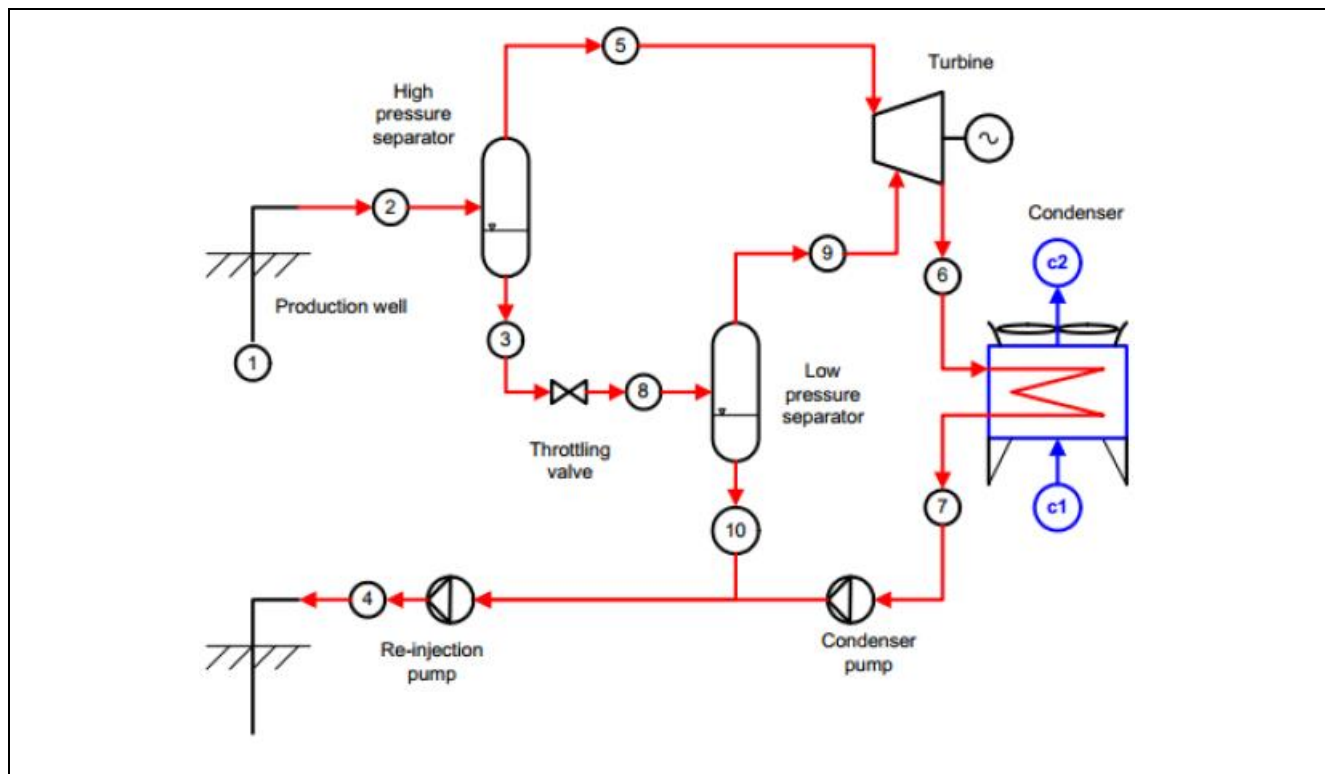 5
Turbine
High
pressure
separator
2
Condenser
c2
9
6
Production well
3
1
Low
pressure
separator
8
Throttling
valve
7
c1
10
4
Re-injection
pump
Condenser
pump